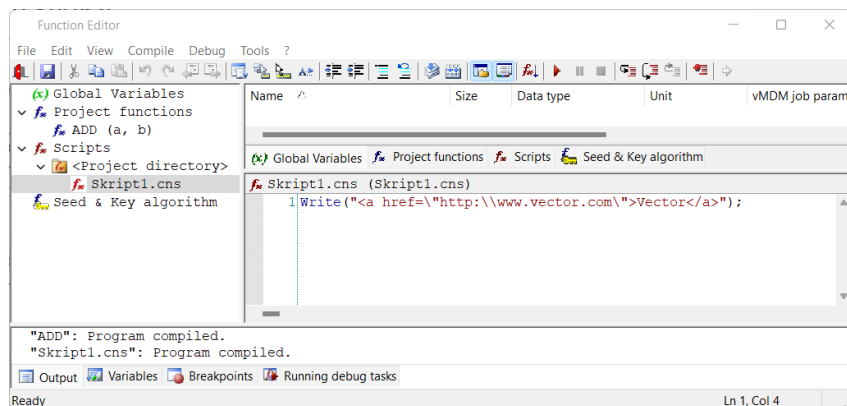 Function Editor
File Edit View Compile Debug Tools ?
(x) Global Variables
Project functions
ADD (a, b)
Scripts
<Project directory>
Skript1.cns
Seed & Key algorithm
Name Size Data type Unit vMDM job param
(x) Global Variables Project functions Scripts Seed & Key algorithm
Skript1.cns (Skript1.cns)
1 Write("<a href=\"http:\\www.vector.com\">Vector</a>");
"ADD": Program compiled.
"Skript1.cns": Program compiled.
Output Variables Breakpoints Running debug tasks
Ready Ln 1, Col 4